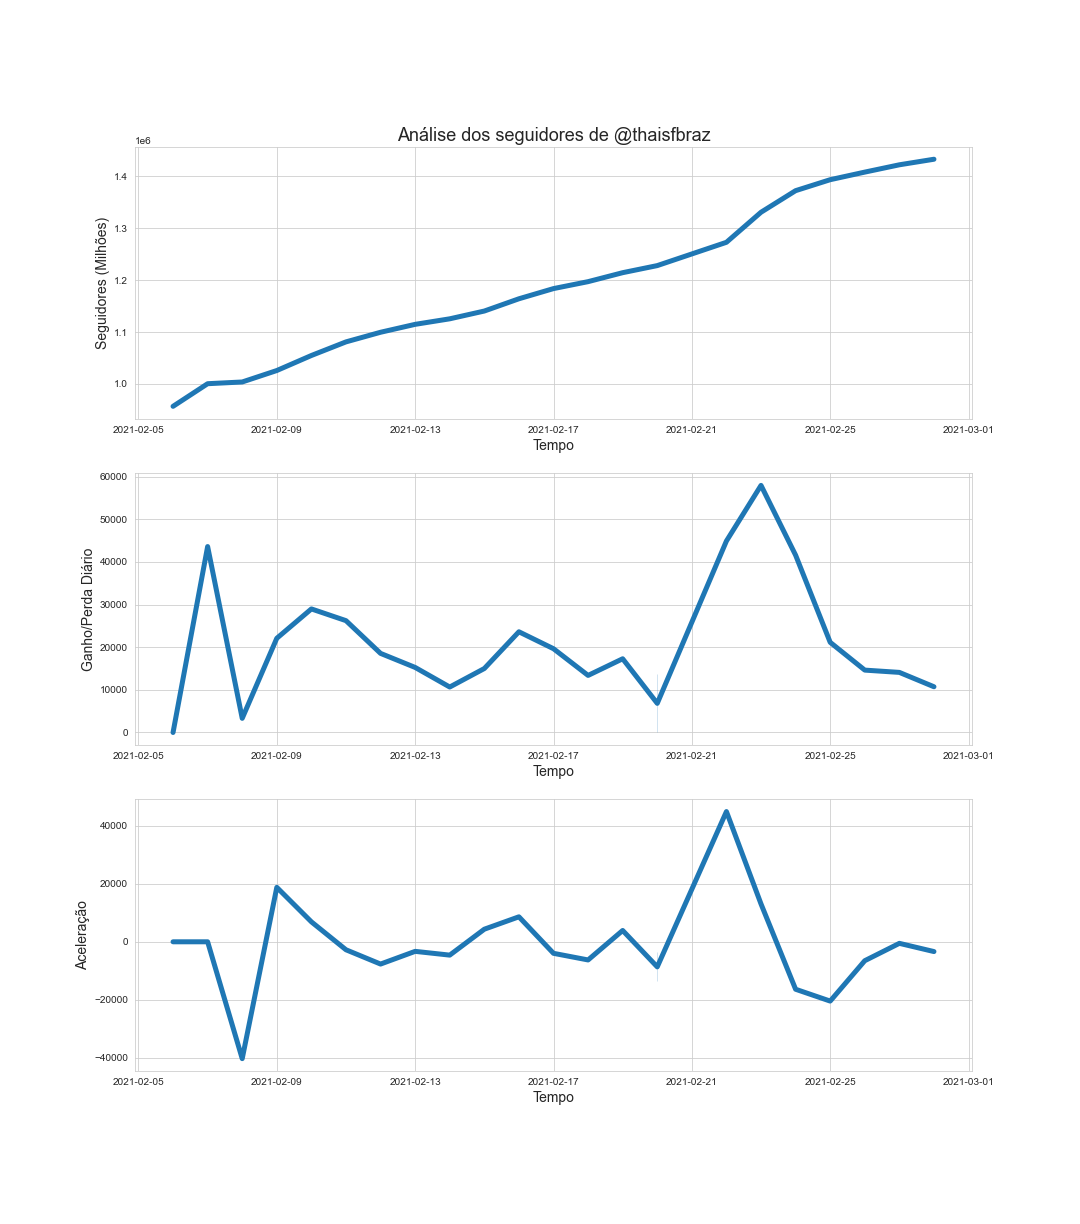 Análise dos seguidores de @thaisfbraz
1e6
Seguidores (Milhões)
1.4
1.3
1.2
1.1
1.0
2021-02-05 2021-02-09 2021-02-13 2021-02-17 2021-02-21 2021-02-25 2021-03-01
Tempo
Ganho/Perda Diário
60000
50000
40000
30000
20000
10000
0
2021-02-05 2021-02-09 2021-02-13 2021-02-17 2021-02-21 2021-02-25 2021-03-01
Tempo
Aceleração
40000
20000
0
−20000
−40000
2021-02-05 2021-02-09 2021-02-13 2021-02-17 2021-02-21 2021-02-25 2021-03-01
Tempo